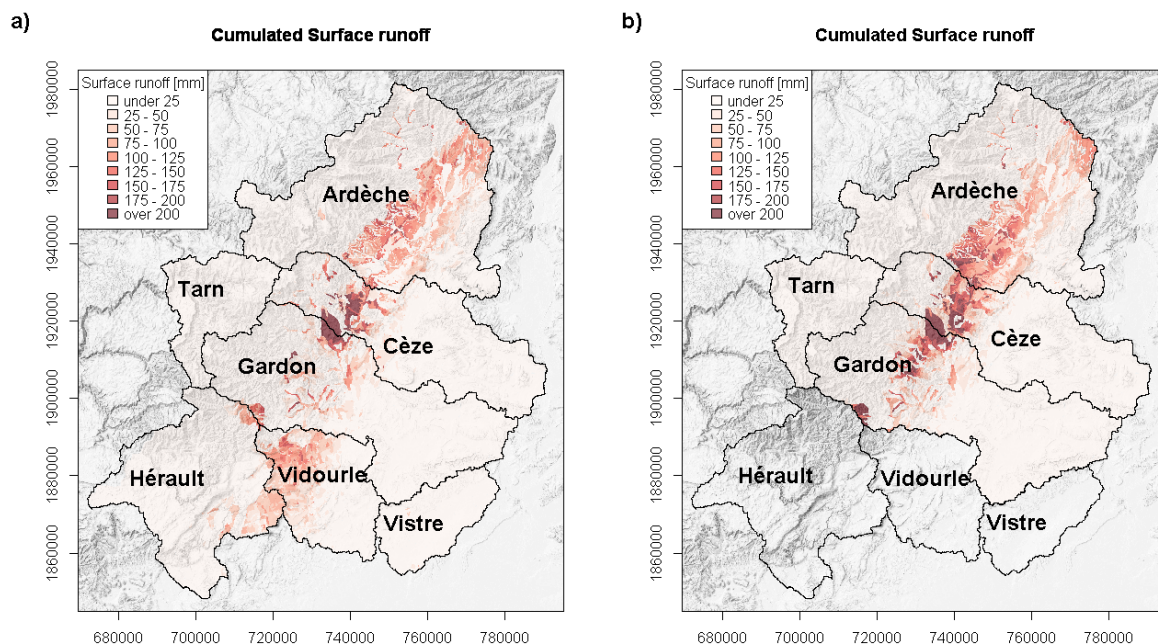 a)
Cumulated Surface runoff
Surface runoff [mm]
under 25
25 - 50
50 - 75
75 - 100
100 - 125
125 - 150
150 - 175
175 - 200
over 200
Ardèche
Tarn
Cèze
Gardon
Hérault
Vidourle
Vistre
1980000
1960000
1940000
1920000
1900000
1880000
1860000
680000 700000 720000 740000 760000 780000
b)
Cumulated Surface runoff
Surface runoff [mm]
under 25
25 - 50
50 - 75
75 - 100
100 - 125
125 - 150
150 - 175
175 - 200
over 200
Ardèche
Tarn
Cèze
Gardon
Hérault
Vidourle
Vistre
1980000
1960000
1940000
1920000
1900000
1880000
1860000
680000 700000 720000 740000 760000 780000